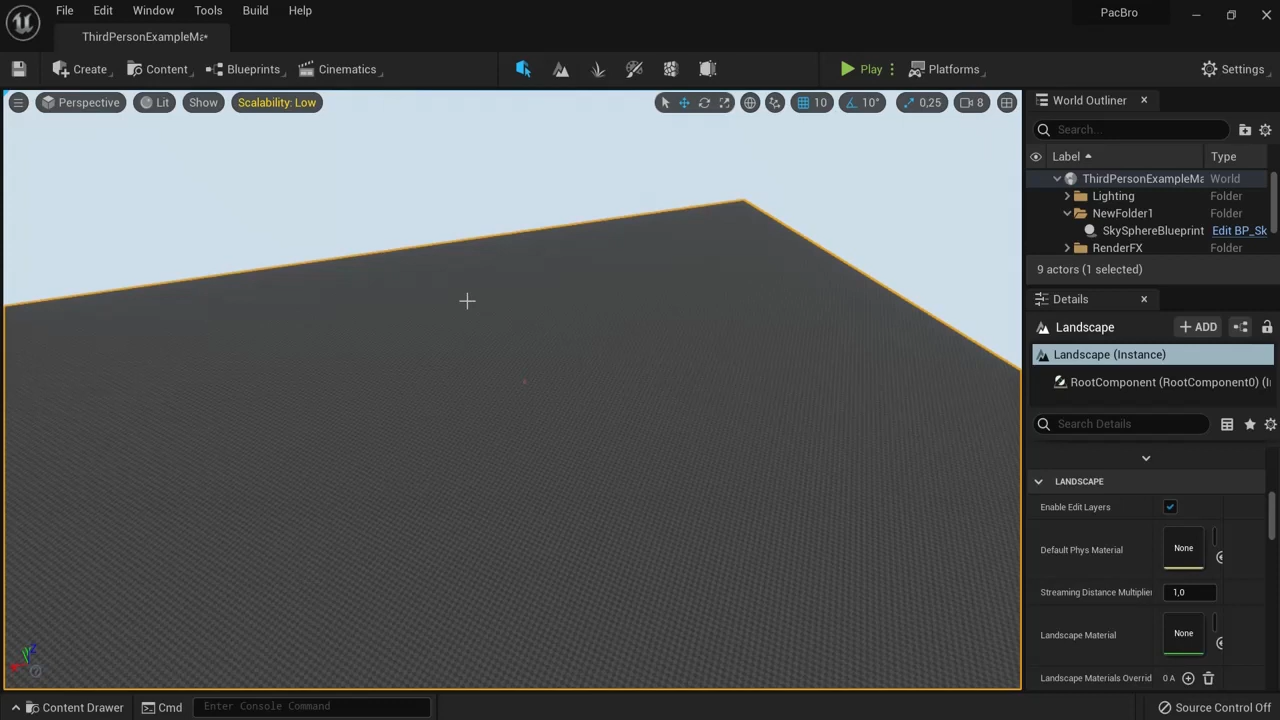 File Edit Window Tools Build Help
PacBro
ThirdPersonExampleMa*
Create Content Blueprints Cinematics Play Platforms Settings
Perspective Lit Show Scalability: Low 10 10° 0,25 8
World Outliner
Search...
Label Type
ThirdPersonExampleMa World
Lighting Folder
NewFolder1 Folder
SkySphereBlueprint Edit BP_Sk
RenderFX Folder
9 actors (1 selected)
Details
Landscape + ADD
Landscape (Instance)
RootComponent (RootComponent0) (I
Search Details
LANDSCAPE
Enable Edit Layers
Default Phys Material None
Streaming Distance Multiplier 1,0
Landscape Material None
Landscape Materials Overrid 0 A
Content Drawer Cmd Enter Console Command Source Control Off